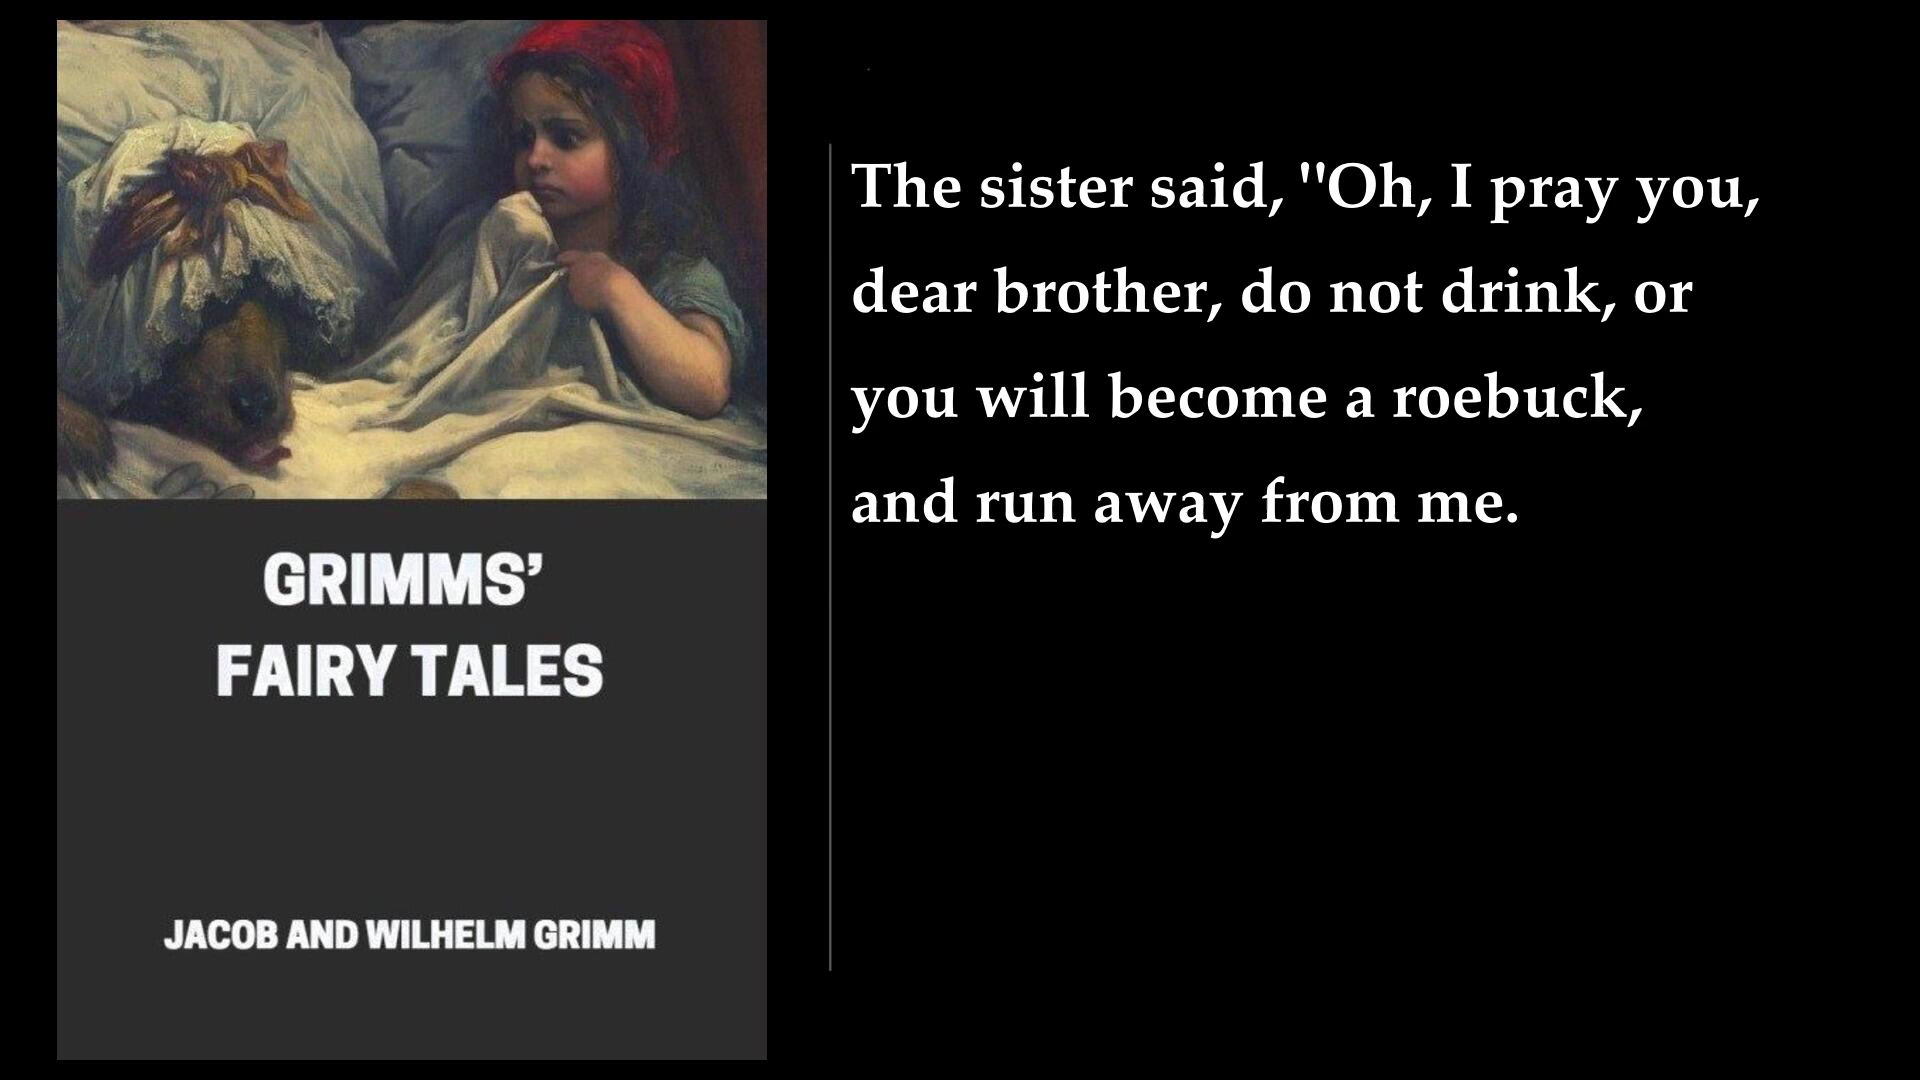 The sister said, "Oh, I pray you,
dear brother, do not drink, or
you will become a roebuck,
and run away from me.
GRIMMS’
FAIRY TALES
JACOB AND WILHELM GRIMM